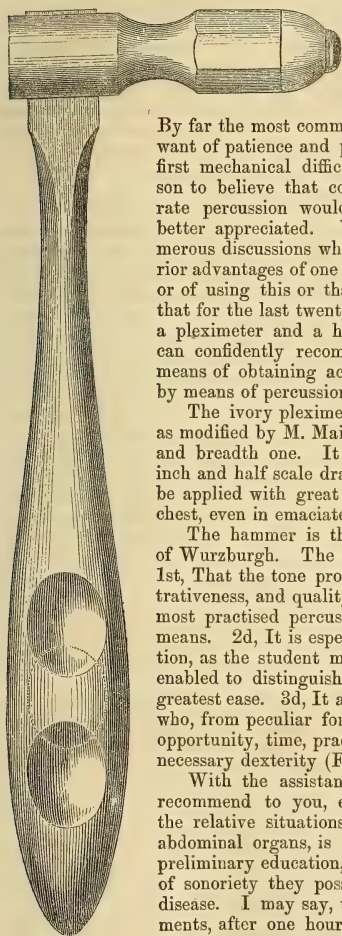 By far the most comm
want of patience and p
first mechanical diffic
son to believe that co
rate percussion woul
better appreciated.
merous discussions wh
rior advantages of one
or of using this or tha
that for the last twent
a pleximeter and a h
can confidently recom
means of obtaining ac
by means of percussion
The ivory plexime
as modified by M. Mai
and breadth one. It
inch and half scale dra
be applied with great
chest, even in emaciate
The hammer is th
of Wurzburgh. The
1st, That the tone pro
trativeness, and quality
most practised percus
means. 2d, It is espe
tion, as the student m
enabled to distinguish
greatest ease. 3d, It a
who, from peculiar for
opportunity, time, prac
necessary dexterity (F
With the assistan
recommend to you, e
the relative situations
abdominal organs, is
preliminary education,
of sonoriety they pos
disease. I may say, t
ments, after one hour